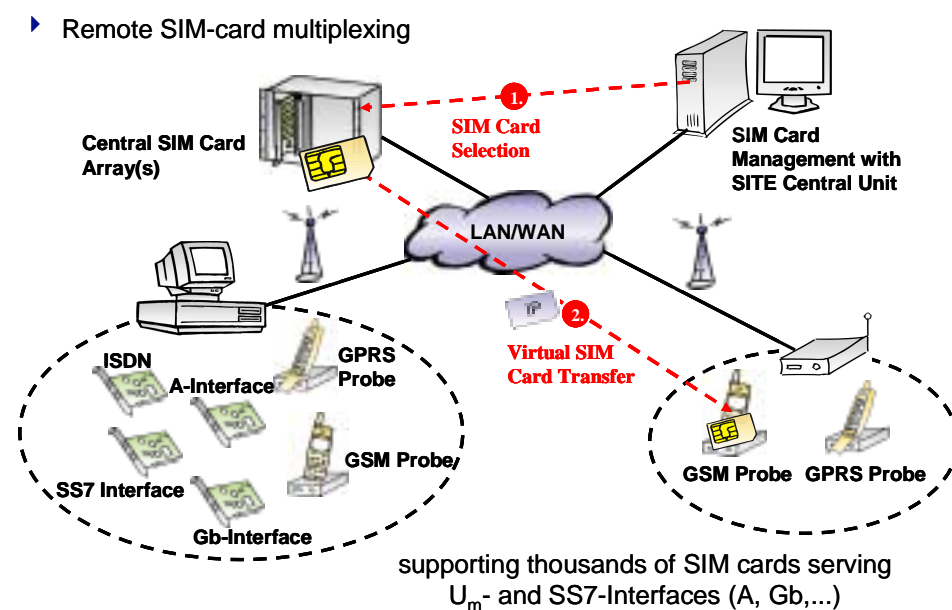 Remote SIM-card multiplexing
1.
SIM Card
Selection
Central SIM Card
Array(s)
SIM Card
Management with
SITE Central Unit
LAN/WAN
IP
2.
Virtual SIM
Card Transfer
ISDN
GPRS
Probe
A-Interface
GSM Probe
SS7 Interface
Gb-Interface
GSM Probe
GPRS Probe
supporting thousands of SIM cards serving
Um- and SS7-Interfaces (A, Gb,...)